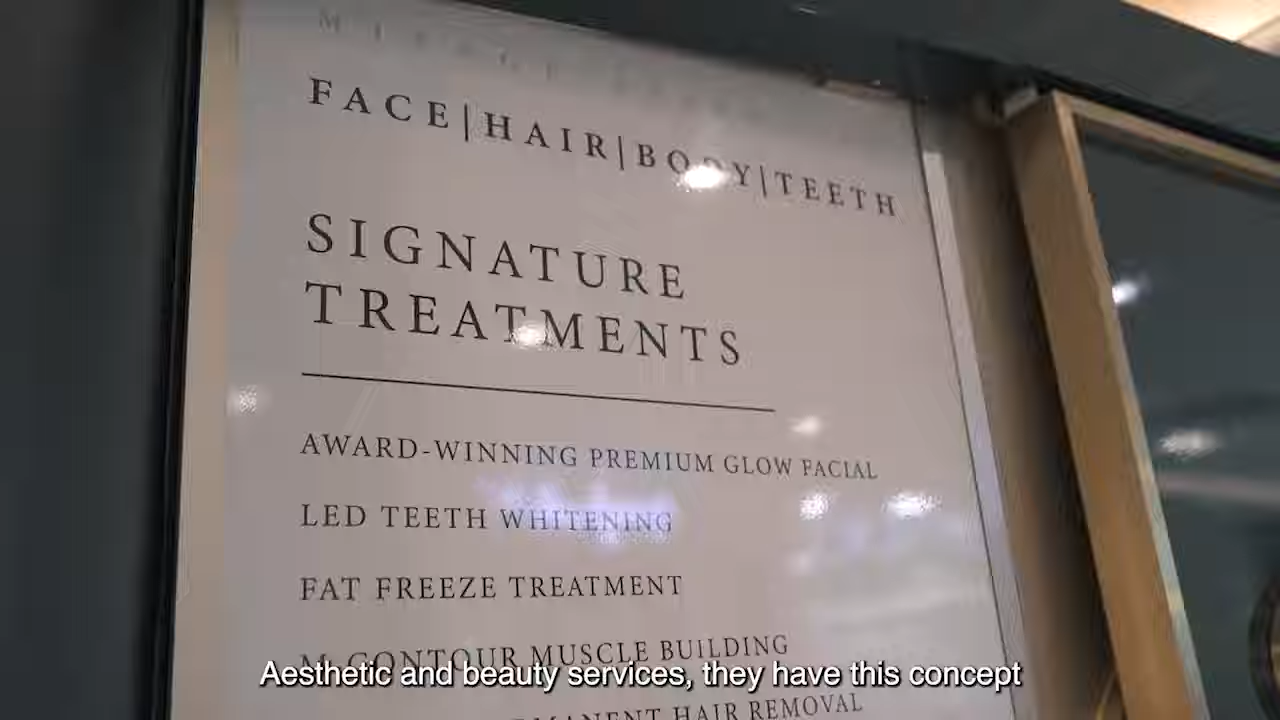 FACE|HAIR|BODY|TEETH
SIGNATURE
TREATMENTS
AWARD-WINNING PREMIUM GLOW FACIAL
LED TEETH WHITENING
FAT FREEZE TREATMENT
CONTOUR MUSCLE BUILDING
Aesthetic and beauty services, they have this concept
HAIR REMOVAL